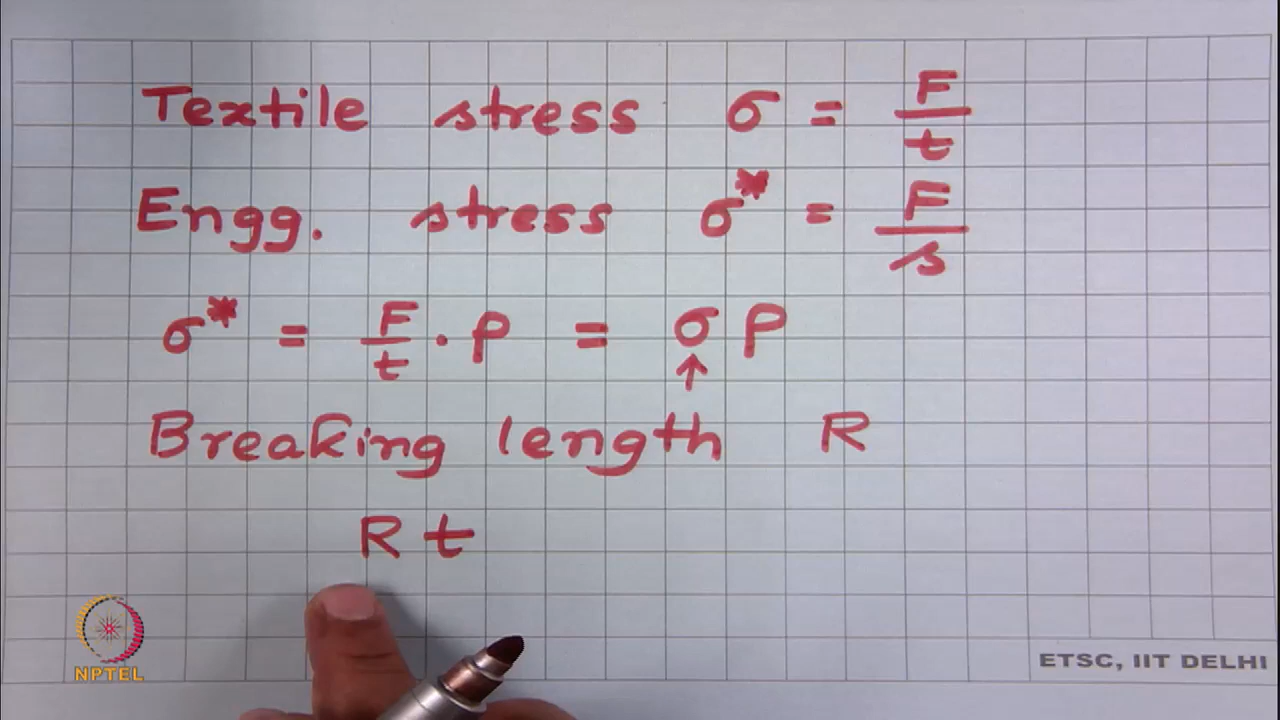 Textile stress σ = F/t
Engg. stress σ* = F/s
σ* = F/t · ρ = σ ρ
↑
Breaking length R
R t
NPTEL
ETSC, IIT DELHI